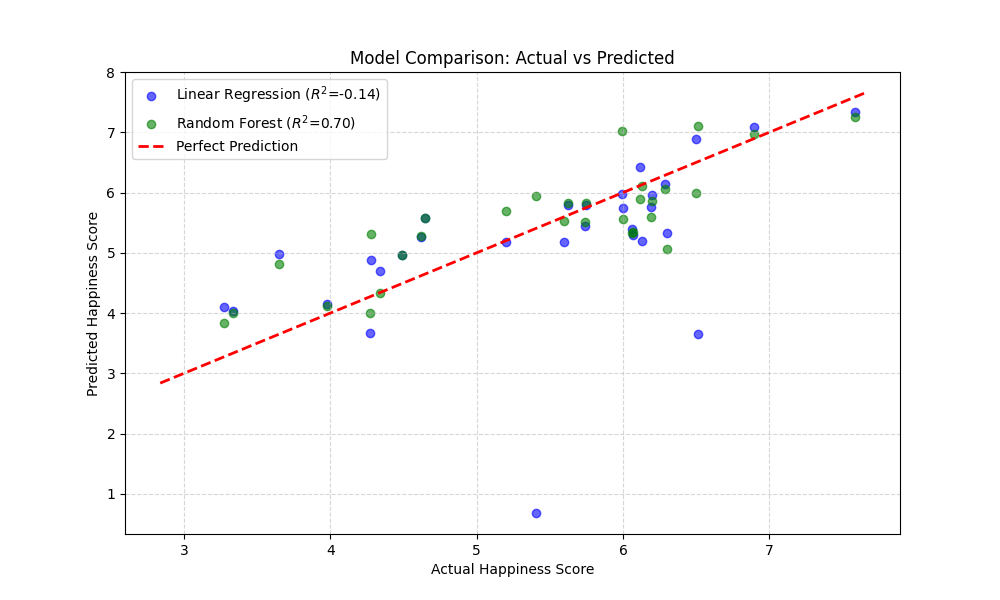 Model Comparison: Actual vs Predicted
Linear Regression (R²=-0.14)
Random Forest (R²=0.70)
Perfect Prediction
Predicted Happiness Score
8
7
6
5
4
3
2
1
3 4 5 6 7
Actual Happiness Score